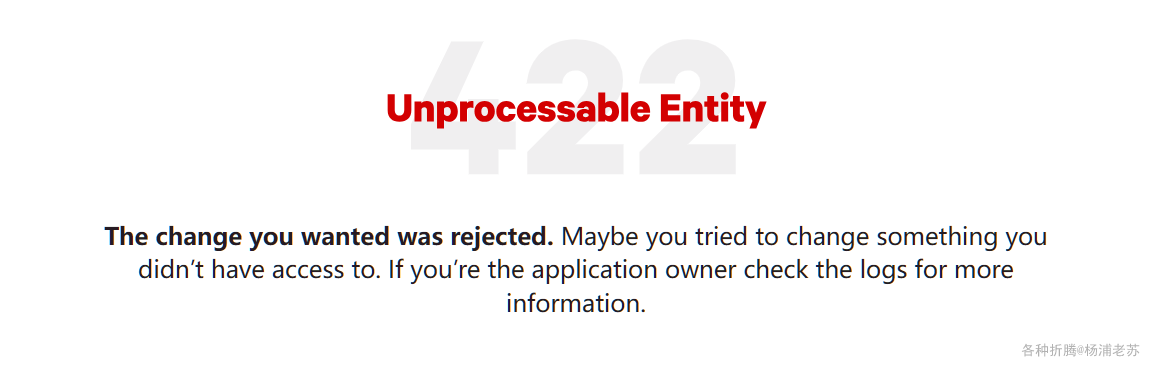 422
Unprocessable Entity
The change you wanted was rejected. Maybe you tried to change something you
didn’t have access to. If you’re the application owner check the logs for more
information.
各种折腾@杨浦老苏